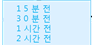 15분 전
30분 전
1시간 전
2시간 전